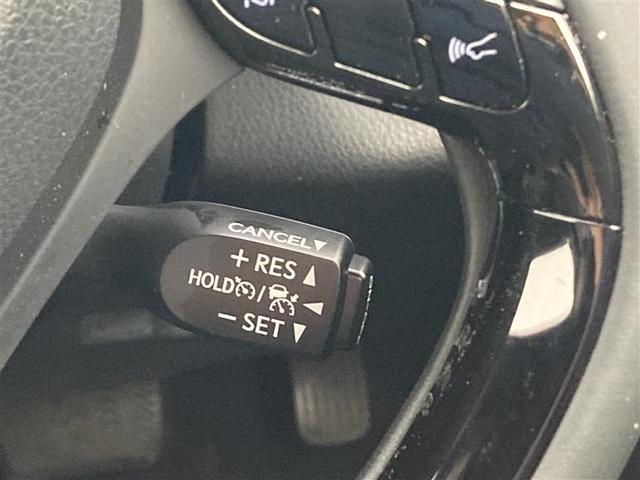 CANCEL▼
+ RES ▲
HOLD / ◀
− SET ▼